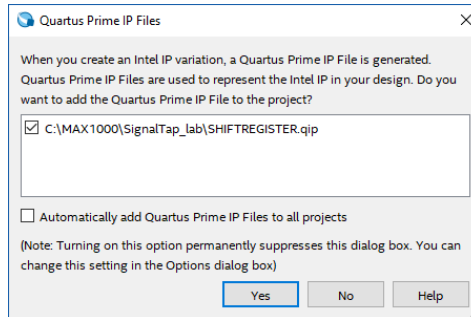 Quartus Prime IP Files
When you create an Intel IP variation, a Quartus Prime IP File is generated.
Quartus Prime IP Files are used to represent the Intel IP in your design. Do you
want to add the Quartus Prime IP File to the project?
C:\MAX1000\SignalTap_lab\SHIFTREGISTER.qip
Automatically add Quartus Prime IP Files to all projects
(Note: Turning on this option permanently suppresses this dialog box. You can
change this setting in the Options dialog box)
Yes No Help